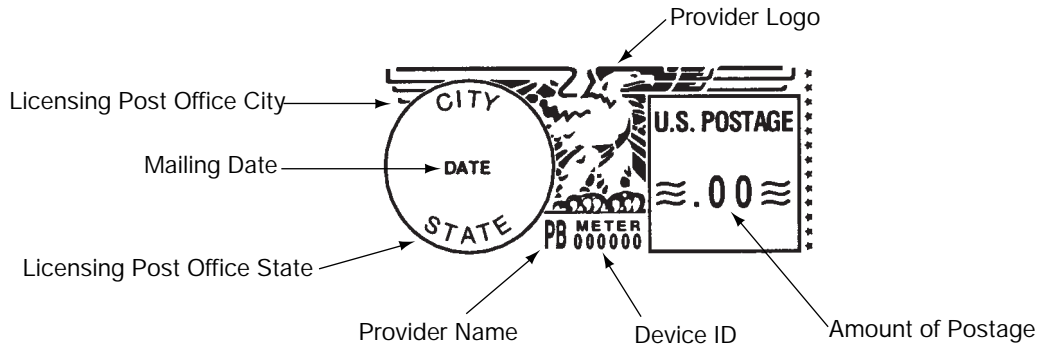 Provider Logo
Licensing Post Office City
CITY
U.S. POSTAGE
Mailing Date
DATE
.00
STATE
PB METER
000000
Licensing Post Office State
Provider Name
Device ID
Amount of Postage